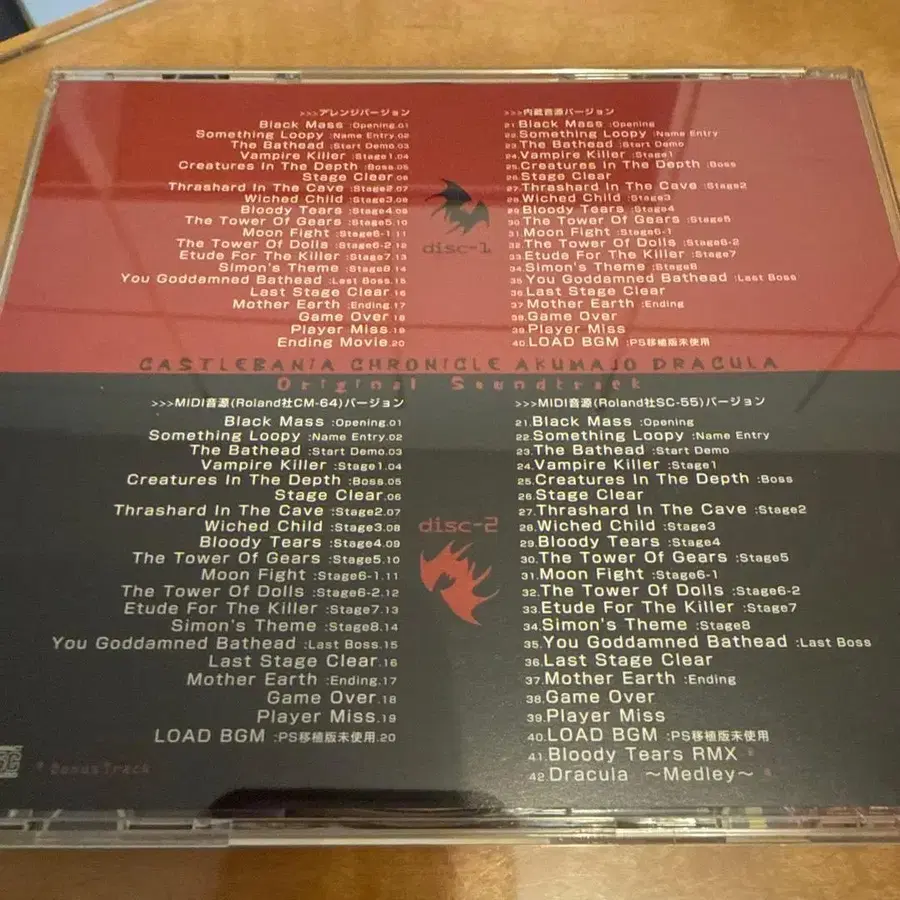 >>>アレンジバージョン
Black Mass :Opening.01
Something Loopy :Name Entry.02
The Bathead :Start Demo.03
Vampire Killer :Stage1.04
Creatures In The Depth :Boss.05
Stage Clear.06
Thrashard In The Cave :Stage2.07
Wiched Child :Stage3.08
Bloody Tears :Stage4.09
The Tower Of Gears :Stage5.10
Moon Fight :Stage6-1.11
The Tower Of Dolls :Stage6-2.12
Etude For The Killer :Stage7.13
Simon's Theme :Stage8.14
You Goddamned Bathead :Last Boss.15
Last Stage Clear.16
Mother Earth :Ending.17
Game Over.18
Player Miss.19
Ending Movie.20
disc-1
>>>内蔵音源バージョン
21.Black Mass :Opening
22.Something Loopy :Name Entry
23.The Bathead :Start Demo
24.Vampire Killer :Stage1
25.Creatures In The Depth :Boss
26.Stage Clear
27.Thrashard In The Cave :Stage2
28.Wiched Child :Stage3
29.Bloody Tears :Stage4
30.The Tower Of Gears :Stage5
31.Moon Fight :Stage6-1
32.The Tower Of Dolls :Stage6-2
33.Etude For The Killer :Stage7
34.Simon's Theme :Stage8
35.You Goddamned Bathead :Last Boss
36.Last Stage Clear
37.Mother Earth :Ending
38.Game Over
39.Player Miss
40.LOAD BGM :PS移植版未使用
CASTLEBANIA CHRONICLE AKUMAJO DRACULA
Original Soundtrack
>>>MIDI音源(Roland社CM-64)バージョン
Black Mass :Opening.01
Something Loopy :Name Entry.02
The Bathead :Start Demo.03
Vampire Killer :Stage1.04
Creatures In The Depth :Boss.05
Stage Clear.06
Thrashard In The Cave :Stage2.07
Wiched Child :Stage3.08
Bloody Tears :Stage4.09
The Tower Of Gears :Stage5.10
Moon Fight :Stage6-1.11
The Tower Of Dolls :Stage6-2.12
Etude For The Killer :Stage7.13
Simon's Theme :Stage8.14
You Goddamned Bathead :Last Boss.15
Last Stage Clear.16
Mother Earth :Ending.17
Game Over.18
Player Miss.19
LOAD BGM :PS移植版未使用.20
disc-2
>>>MIDI音源(Roland社SC-55)バージョン
21.Black Mass :Opening
22.Something Loopy :Name Entry
23.The Bathead :Start Demo
24.Vampire Killer :Stage1
25.Creatures In The Depth :Boss
26.Stage Clear
27.Thrashard In The Cave :Stage2
28.Wiched Child :Stage3
29.Bloody Tears :Stage4
30.The Tower Of Gears :Stage5
31.Moon Fight :Stage6-1
32.The Tower Of Dolls :Stage6-2
33.Etude For The Killer :Stage7
34.Simon's Theme :Stage8
35.You Goddamned Bathead :Last Boss
36.Last Stage Clear
37.Mother Earth :Ending
38.Game Over
39.Player Miss
40.LOAD BGM :PS移植版未使用
41.Bloody Tears RMX *
42.Dracula ～Medley～ *
* BonusTrack